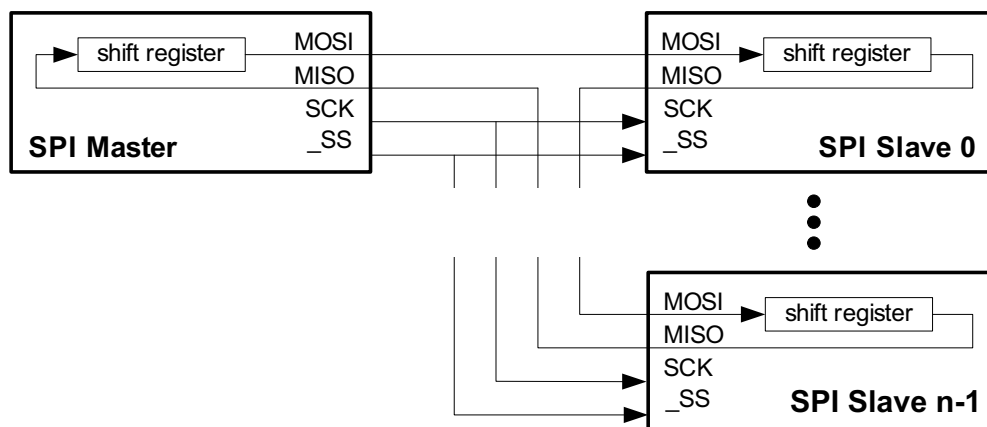 shift register
MOSI
MISO
SCK
_SS
SPI Master
MOSI
shift register
MISO
SCK
_SS
SPI Slave 0
MOSI
shift register
MISO
SCK
_SS
SPI Slave n-1